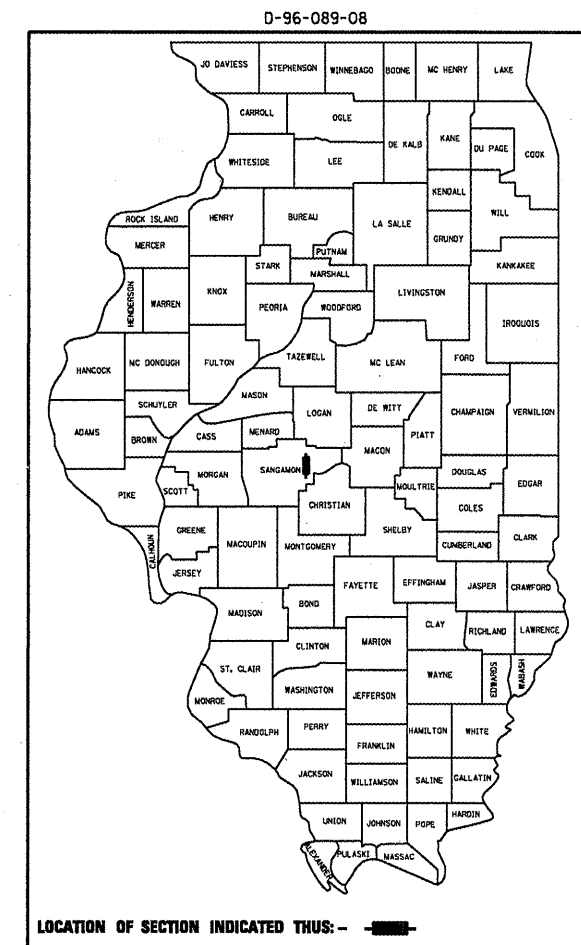 D-96-089-08
JO DAVIESS
STEPHENSON
WINNEBAGO
BOONE
MC HENRY
LAKE
CARROLL
OGLE
DE KALB
KANE
DU PAGE
COOK
WHITESIDE
LEE
KENDALL
WILL
ROCK ISLAND
HENRY
BUREAU
LA SALLE
GRUNDY
MERCER
PUTNAM
KANKAKEE
STARK
MARSHALL
HENDERSON
WARREN
KNOX
PEORIA
WOODFORD
LIVINGSTON
IROQUOIS
HANCOCK
MC DONOUGH
FULTON
TAZEWELL
MC LEAN
FORD
MASON
SCHUYLER
LOGAN
DE WITT
CHAMPAIGN
VERMILION
ADAMS
BROWN
CASS
MENARD
MACON
PIATT
SANGAMON
MORGAN
SCOTT
PIKE
MOULTRIE
DOUGLAS
EDGAR
CHRISTIAN
COLES
GREENE
MACOUPIN
MONTGOMERY
SHELBY
CUMBERLAND
CLARK
CALHOUN
JERSEY
FAYETTE
EFFINGHAM
JASPER
CRAWFORD
MADISON
BOND
CLAY
RICHLAND
LAWRENCE
CLINTON
MARION
ST. CLAIR
WAYNE
EDWARDS
WABASH
MONROE
WASHINGTON
JEFFERSON
RANDOLPH
PERRY
HAMILTON
WHITE
FRANKLIN
JACKSON
WILLIAMSON
SALINE
GALLATIN
UNION
JOHNSON
POPE
HARDIN
ALEXANDER
PULASKI
MASSAC
LOCATION OF SECTION INDICATED THUS: -